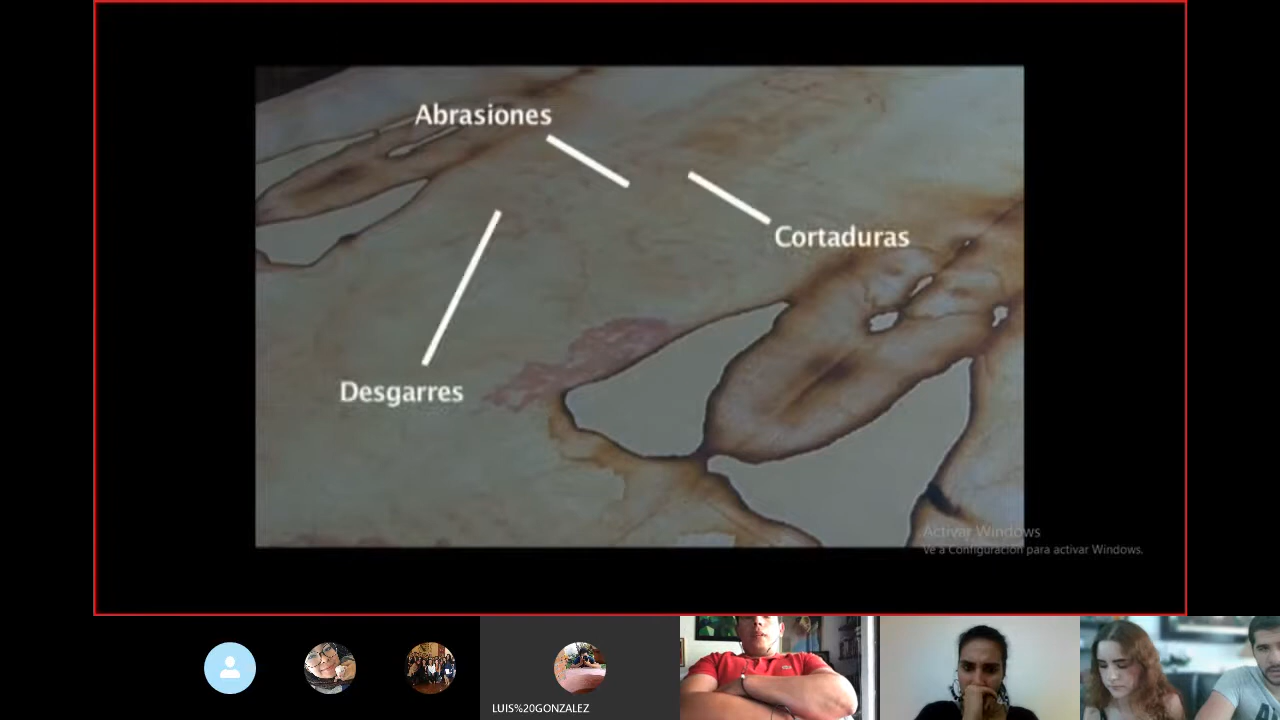 Abrasiones
Cortaduras
Desgarres
Activar Windows
Ve a Configuración para activar Windows.
LUIS%20GONZALEZ